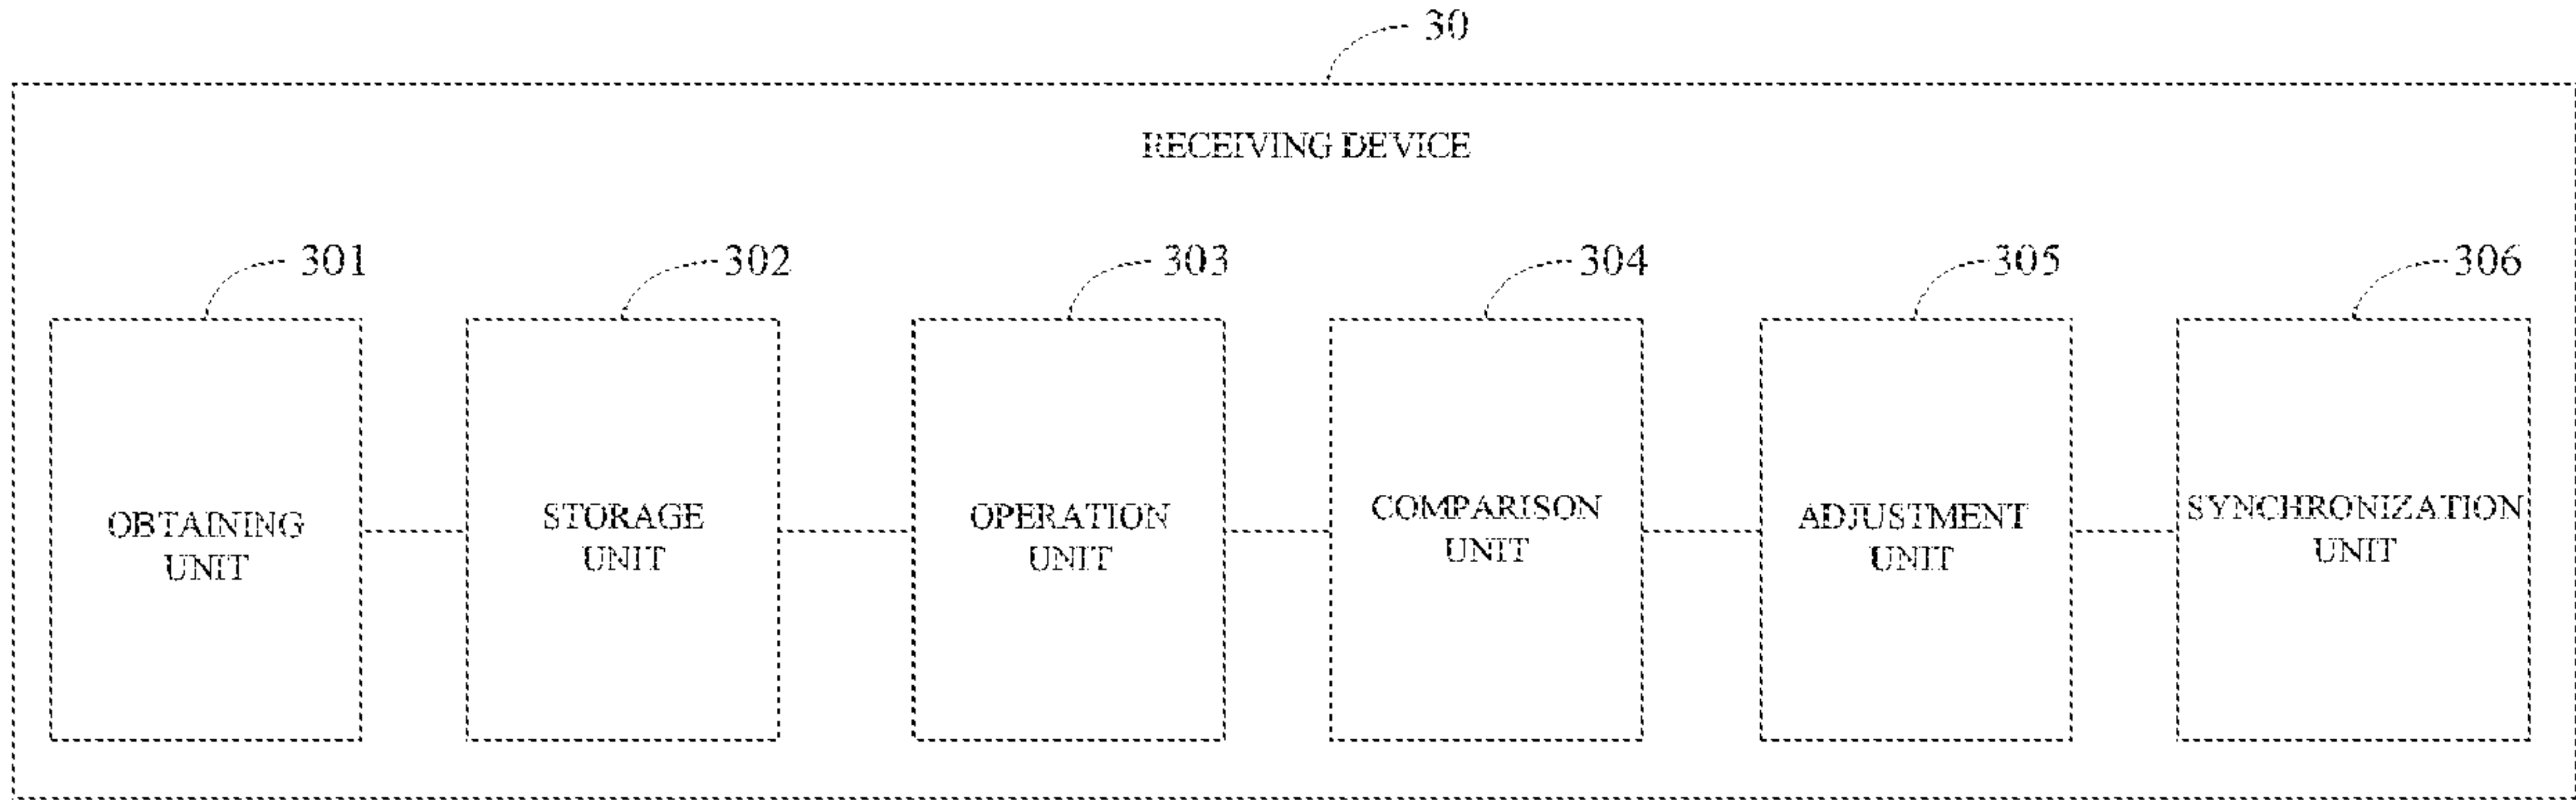 30
RECEIVING DEVICE
301
302
303
304
305
306
OBTAINING
UNIT
STORAGE
UNIT
OPERATION
UNIT
COMPARISON
UNIT
ADJUSTMENT
UNIT
SYNCHRONIZATION
UNIT